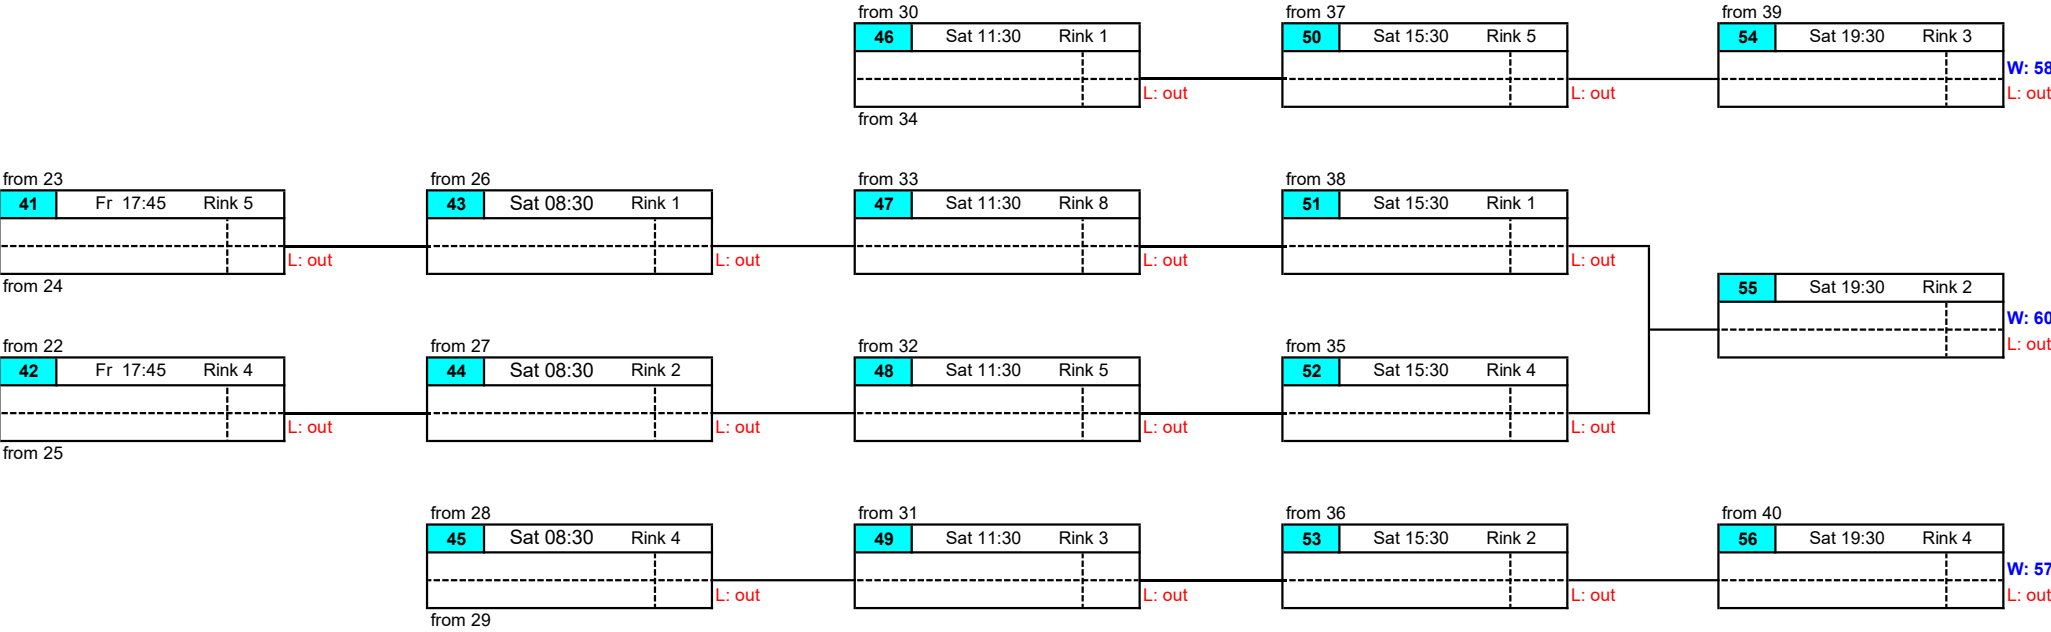 from 30 from 37 from 39
46 Sat 11:30 Rink 1 50 Sat 15:30 Rink 5 54 Sat 19:30 Rink 3
W: 58
L: out L: out L: out
from 34
from 23 from 26 from 33 from 38
41 Fr 17:45 Rink 5 43 Sat 08:30 Rink 1 47 Sat 11:30 Rink 8 51 Sat 15:30 Rink 1
L: out L: out L: out L: out
from 24
55 Sat 19:30 Rink 2
W: 60
L: out
from 22 from 27 from 32 from 35
42 Fr 17:45 Rink 4 44 Sat 08:30 Rink 2 48 Sat 11:30 Rink 5 52 Sat 15:30 Rink 4
L: out L: out L: out L: out
from 25
from 28 from 31 from 36 from 40
45 Sat 08:30 Rink 4 49 Sat 11:30 Rink 3 53 Sat 15:30 Rink 2 56 Sat 19:30 Rink 4
W: 57
L: out L: out L: out L: out
from 29